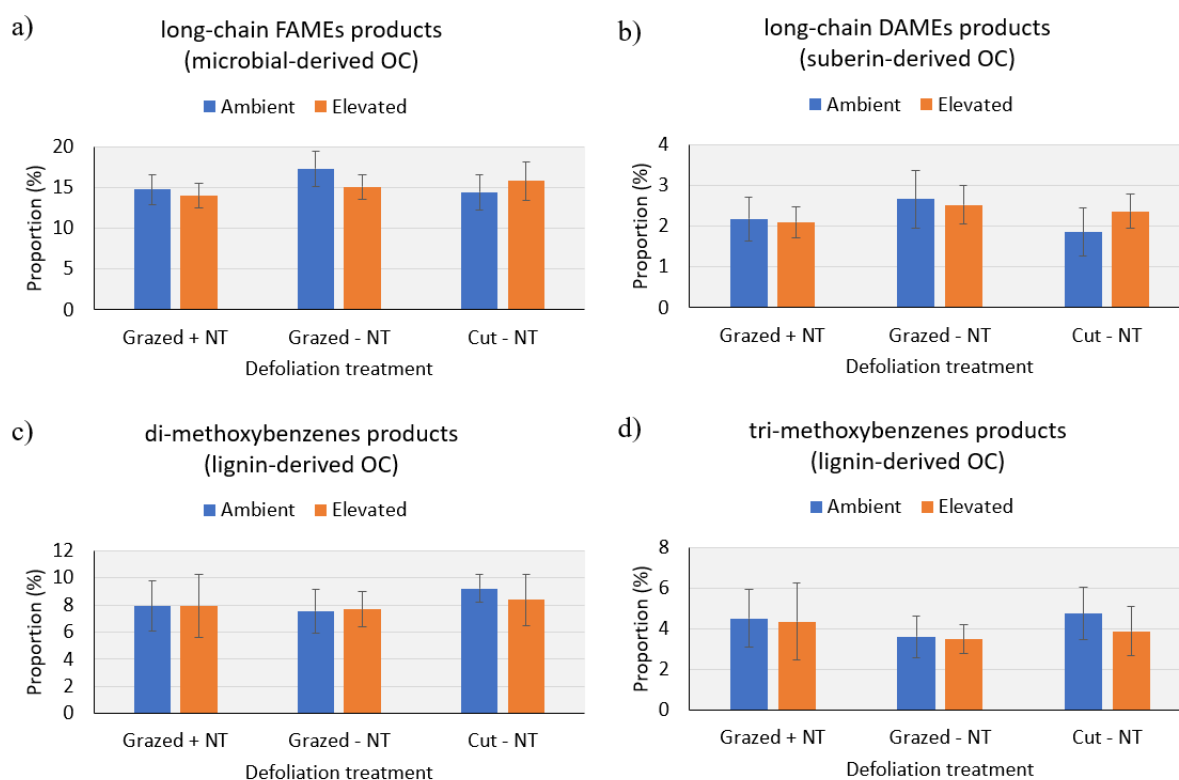 a)
long-chain FAMEs products
(microbial-derived OC)
Ambient Elevated
20
15
10
5
0
Proportion (%)
Grazed + NT Grazed - NT Cut - NT
Defoliation treatment
b)
long-chain DAMEs products
(suberin-derived OC)
Ambient Elevated
4
3
2
1
0
Proportion (%)
Grazed + NT Grazed - NT Cut - NT
Defoliation treatment
c)
di-methoxybenzenes products
(lignin-derived OC)
Ambient Elevated
12
10
8
6
4
2
0
Proportion (%)
Grazed + NT Grazed - NT Cut - NT
Defoliation treatment
d)
tri-methoxybenzenes products
(lignin-derived OC)
Ambient Elevated
8
6
4
2
0
Proportion (%)
Grazed + NT Grazed - NT Cut - NT
Defoliation treatment